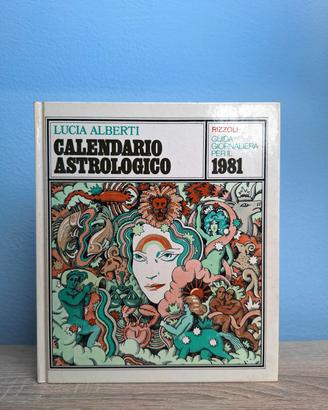 LUCIA ALBERTI
CALENDARIO
ASTROLOGICO
RIZZOLI
GUIDA
GIORNALIERA
PER IL
1981